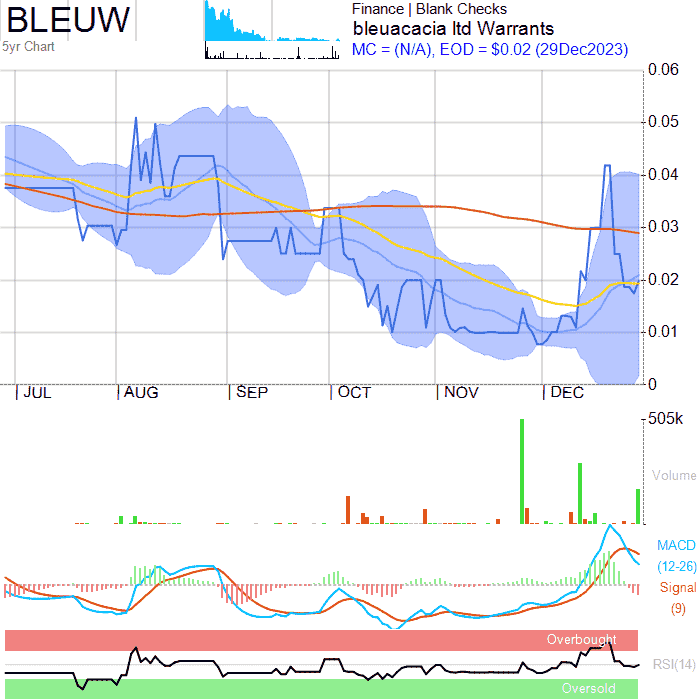 BLEUW
5yr Chart
Finance | Blank Checks
bleuacacia ltd Warrants
MC = (N/A), EOD = $0.02 (29Dec2023)
0.06
0.05
0.04
0.03
0.02
0.01
0
JUL AUG SEP OCT NOV DEC
505k
Volume
MACD
(12-26)
Signal
(9)
Overbought
RSI(14)
Oversold